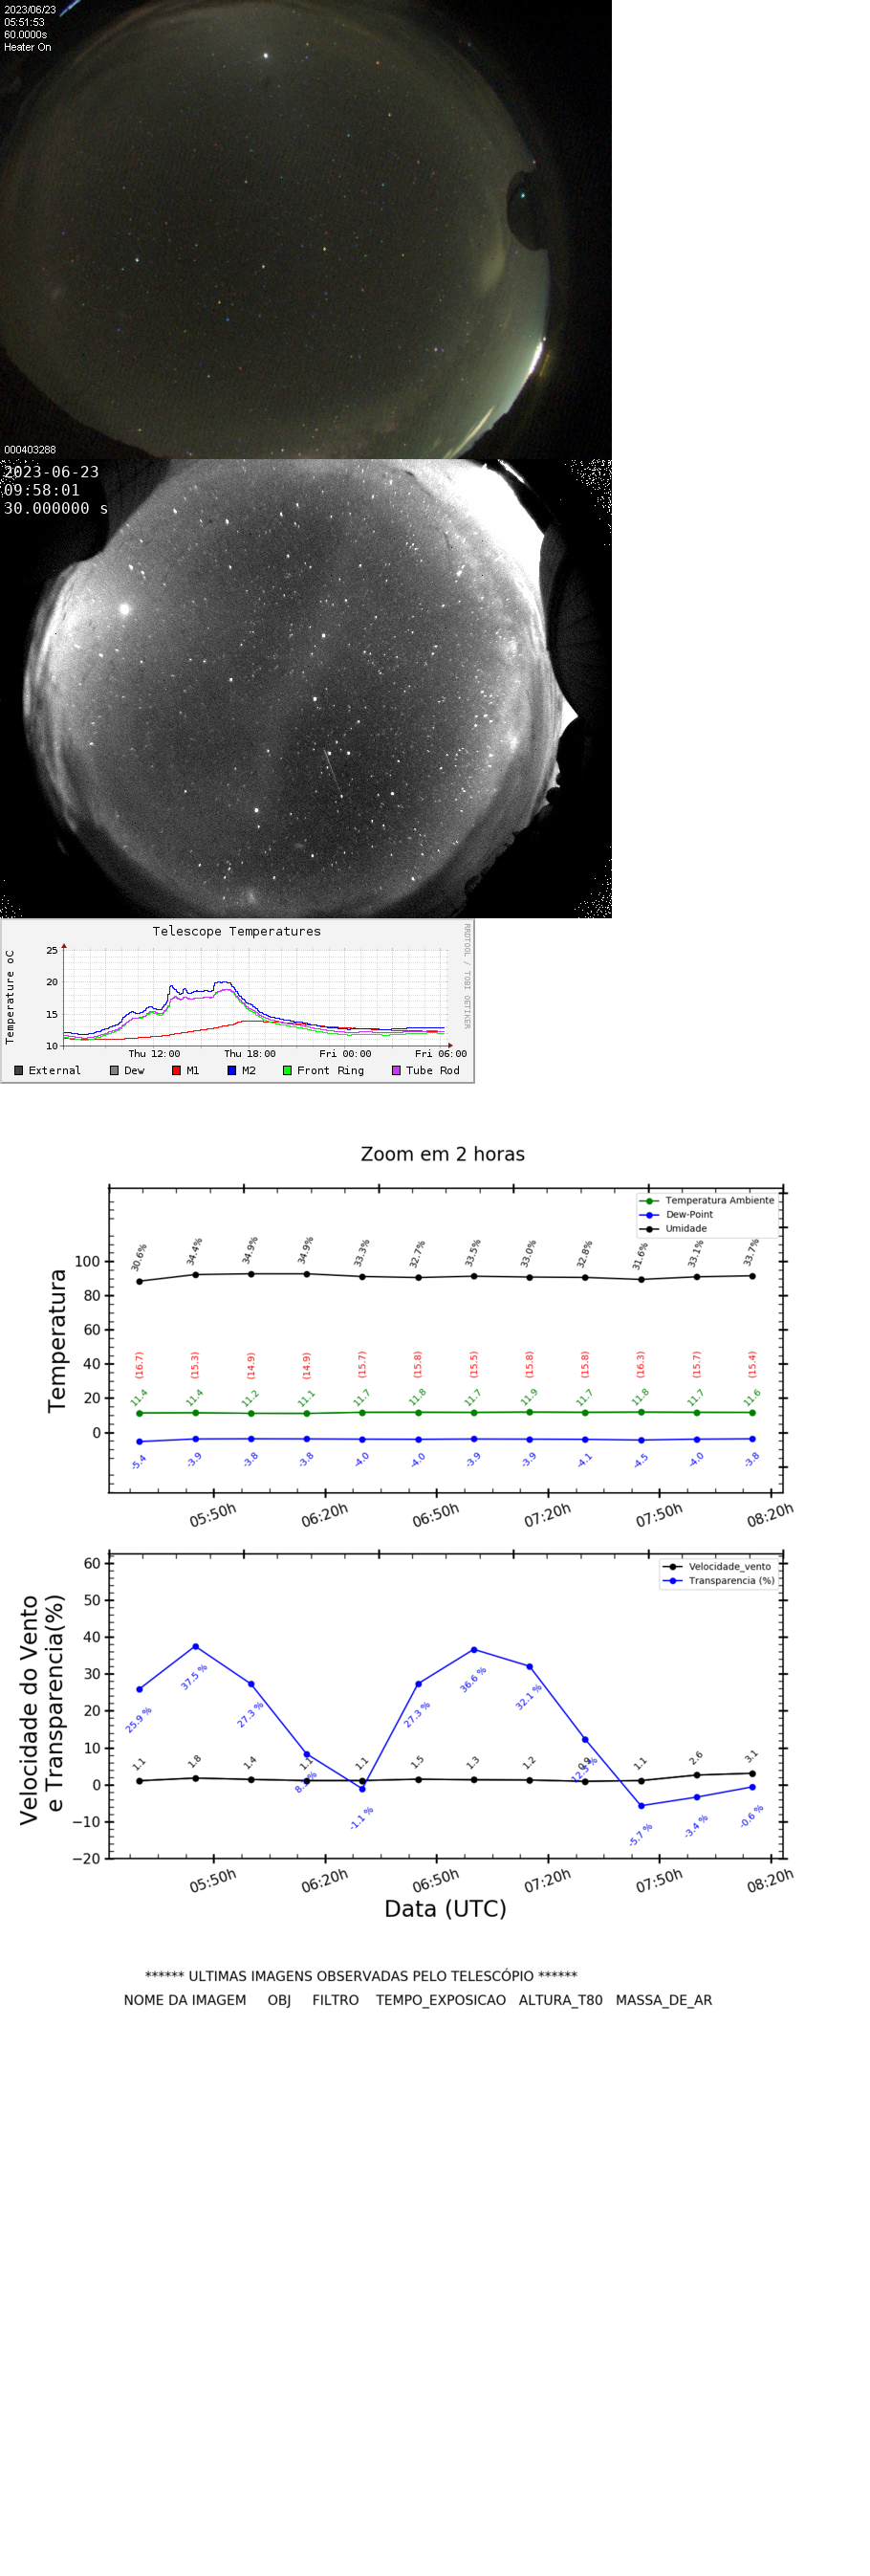 2023/06/23
05:51:53
60.0000s
Heater On
000403288
2023-06-23
09:58:01
30.000000 s
Telescope Temperatures
RRDTOOL / TOBI OETIKER
Temperature oC
25
20
15
10
Thu 12:00 Thu 18:00 Fri 00:00 Fri 06:00
External Dew M1 M2 Front Ring Tube Rod
Zoom em 2 horas
Temperatura Ambiente
Dew-Point
Umidade
Temperatura
100
80
60
40
20
0
30.6% 34.4% 34.9% 34.9% 33.3% 32.7% 33.5% 33.0% 32.8% 31.6% 33.1% 33.7%
(16.7) (15.3) (14.9) (14.9) (15.7) (15.8) (15.5) (15.8) (15.8) (16.3) (15.7) (15.4)
11.4 11.4 11.2 11.1 11.7 11.8 11.7 11.9 11.7 11.8 11.7 11.6
-5.4 -3.9 -3.8 -3.8 -4.0 -4.0 -3.9 -3.9 -4.1 -4.5 -4.0 -3.8
05:50h 06:20h 06:50h 07:20h 07:50h 08:20h
Velocidade_vento
Transparencia (%)
Velocidade do Vento
e Transparencia(%)
60
50
40
30
20
10
0
−10
−20
1.1 1.8 1.4 1.1 1.1 1.5 1.3 1.2 0.9 1.1 2.6 3.1
25.9 % 37.5 % 27.3 % -1.1 % 27.3 % 36.6 % 32.1 % -5.7 % -3.4 % -0.6 %
05:50h 06:20h 06:50h 07:20h 07:50h 08:20h
Data (UTC)
****** ULTIMAS IMAGENS OBSERVADAS PELO TELESCÓPIO ******
NOME DA IMAGEM OBJ FILTRO TEMPO_EXPOSICAO ALTURA_T80 MASSA_DE_AR